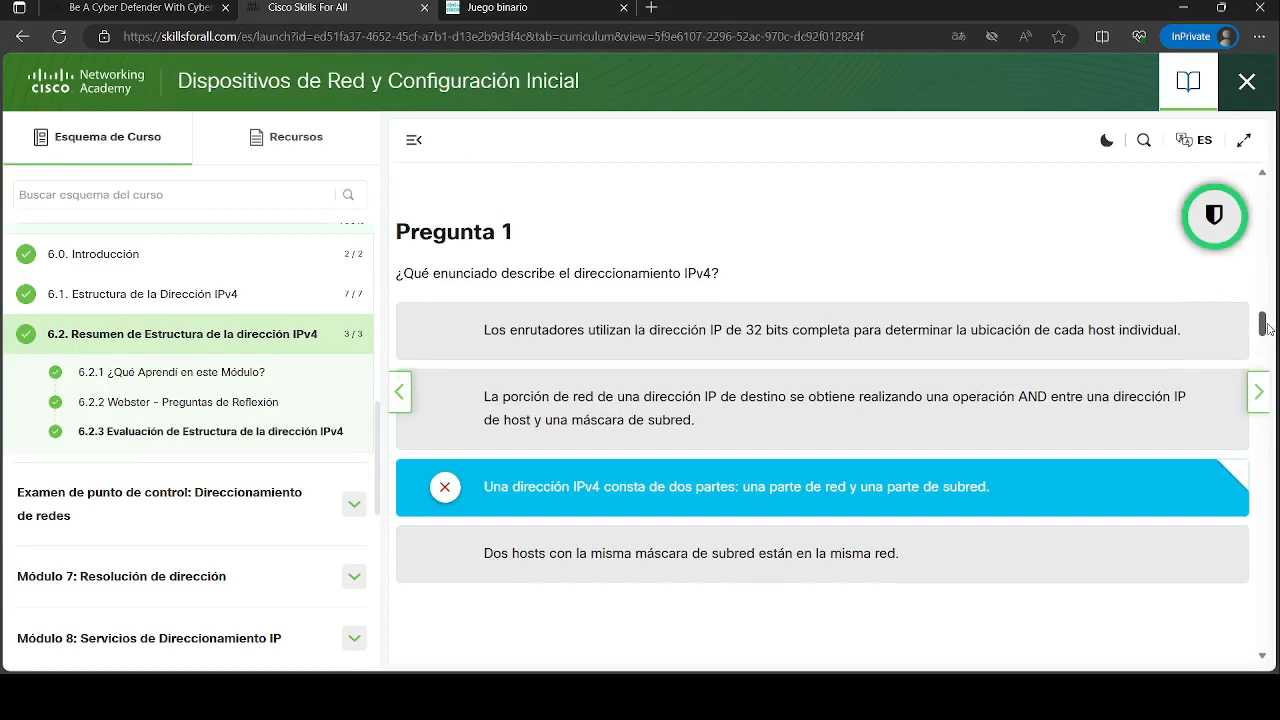 Be A Cyber Defender With Cyber
Cisco Skills For All
Juego binario
https://skillsforall.com/es/launch?id=ed51fa37-4652-45cf-a7b1-d13e2b9d3f4c8&tab=curriculum&view=5f9e6107-2296-52ac-970c-dc92f012824f
InPrivate
Networking
CISCO Academy
Dispositivos de Red y Configuración Inicial
Esquema de Curso
Recursos
ES
Buscar esquema del curso
6.0. Introducción
2 / 2
6.1. Estructura de la Dirección IPv4
7 / 7
6.2. Resumen de Estructura de la dirección IPv4
3 / 3
6.2.1 ¿Qué Aprendí en este Módulo?
6.2.2 Webster - Preguntas de Reflexión
6.2.3 Evaluación de Estructura de la dirección IPv4
Examen de punto de control: Direccionamiento
de redes
Módulo 7: Resolución de dirección
Módulo 8: Servicios de Direccionamiento IP
Pregunta 1
¿Qué enunciado describe el direccionamiento IPv4?
Los enrutadores utilizan la dirección IP de 32 bits completa para determinar la ubicación de cada host individual.
La porción de red de una dirección IP de destino se obtiene realizando una operación AND entre una dirección IP
de host y una máscara de subred.
Una dirección IPv4 consta de dos partes: una parte de red y una parte de subred.
Dos hosts con la misma máscara de subred están en la misma red.